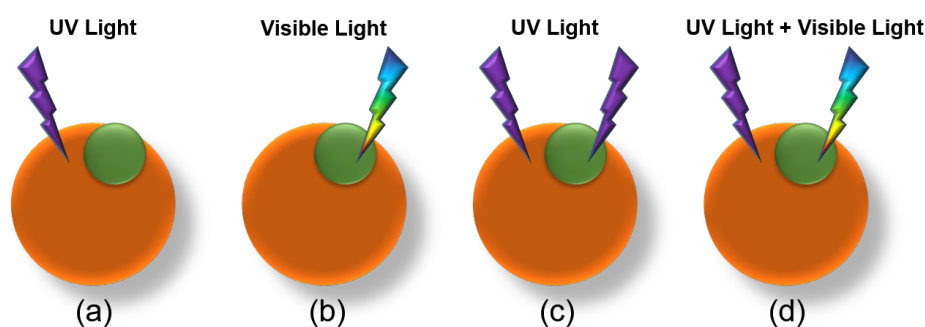 UV Light
Visible Light
UV Light
UV Light + Visible Light
(a)
(b)
(c)
(d)